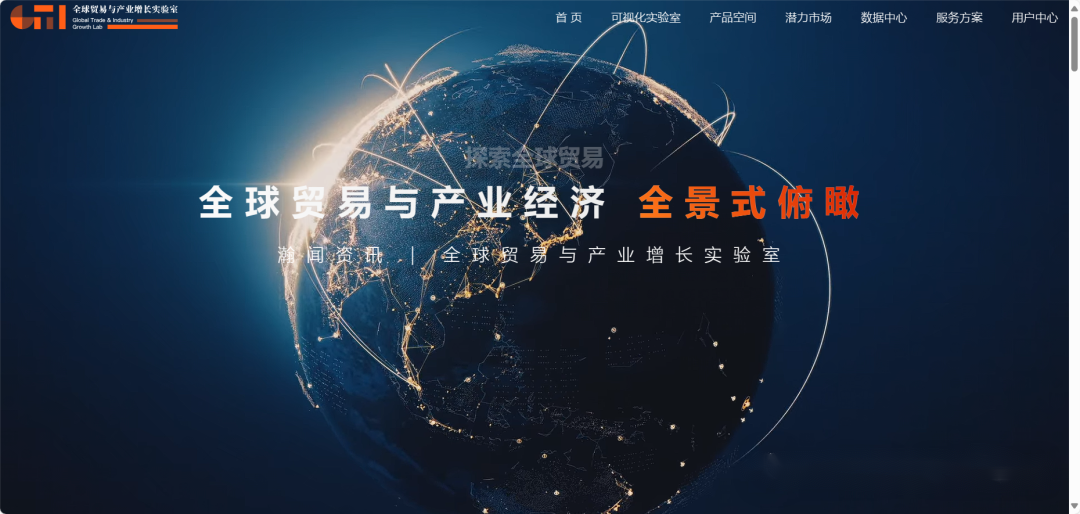 全球贸易与产业增长实验室
Global Trade & Industry
Growth Lab
首 页 可视化实验室 产品空间 潜力市场 数据中心 服务方案 用户中心
探索全球贸易
全球贸易与产业经济 全景式俯瞰
瀚闻资讯 | 全球贸易与产业增长实验室